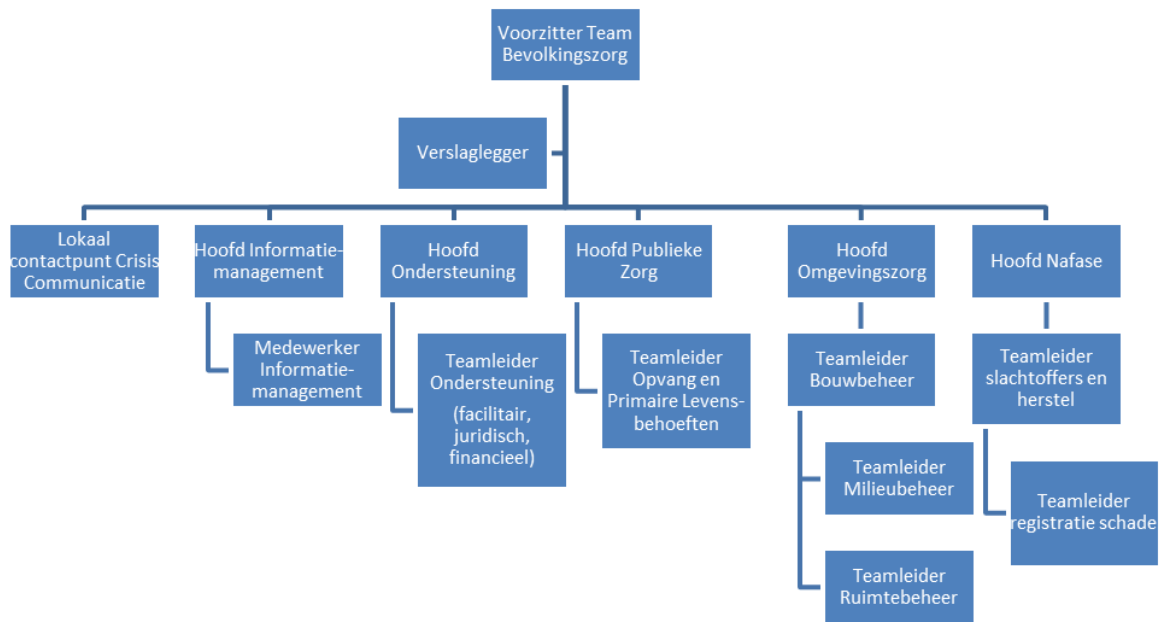 Voorzitter Team
Bevolkingszorg
Verslaglegger
Lokaal
contactpunt Crisis
Communicatie
Hoofd Informatie-
management
Hoofd
Ondersteuning
Hoofd Publieke
Zorg
Hoofd
Omgevingszorg
Hoofd Nafase
Medewerker
Informatie-
management
Teamleider
Ondersteuning
(facilitair,
juridisch,
financieel)
Teamleider
Opvang en
Primaire Levens-
behoeften
Teamleider
Bouwbeheer
Teamleider
slachtoffers en
herstel
Teamleider
Milieubeheer
Teamleider
registratie schade
Teamleider
Ruimtebeheer